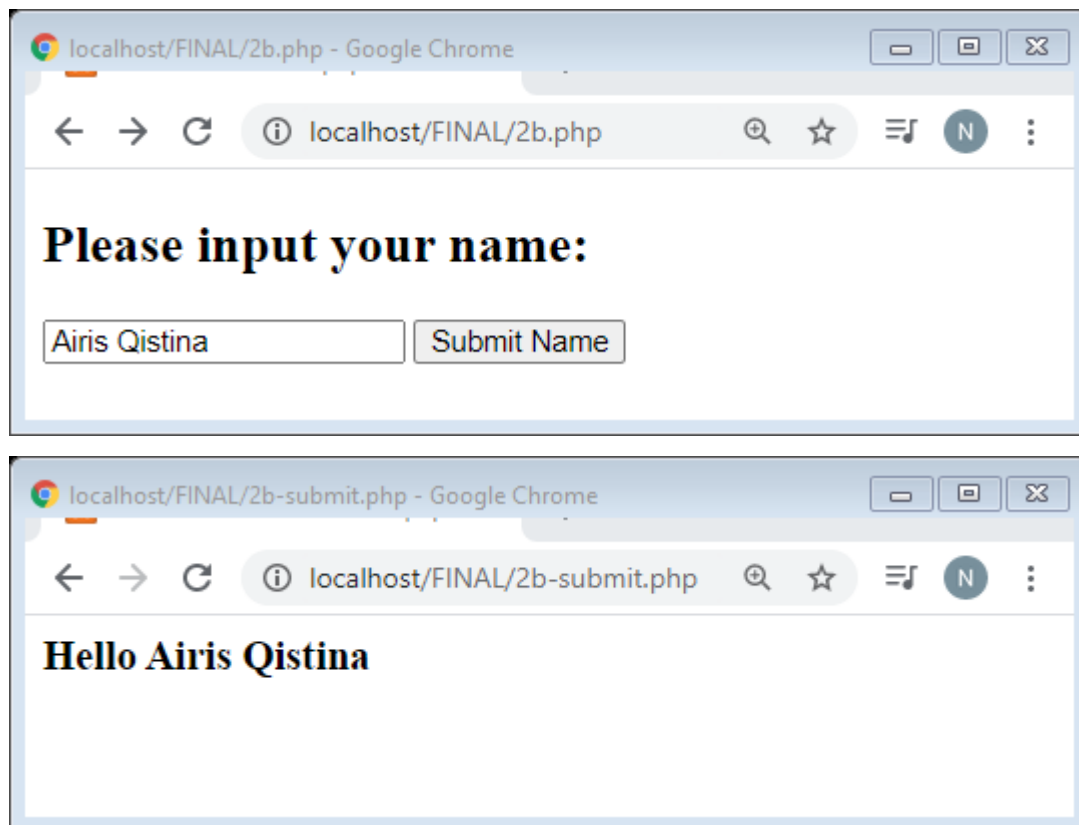 localhost/FINAL/2b.php - Google Chrome
localhost/FINAL/2b.php
N
Please input your name:
Airis Qistina
Submit Name
localhost/FINAL/2b-submit.php - Google Chrome
localhost/FINAL/2b-submit.php
N
Hello Airis Qistina